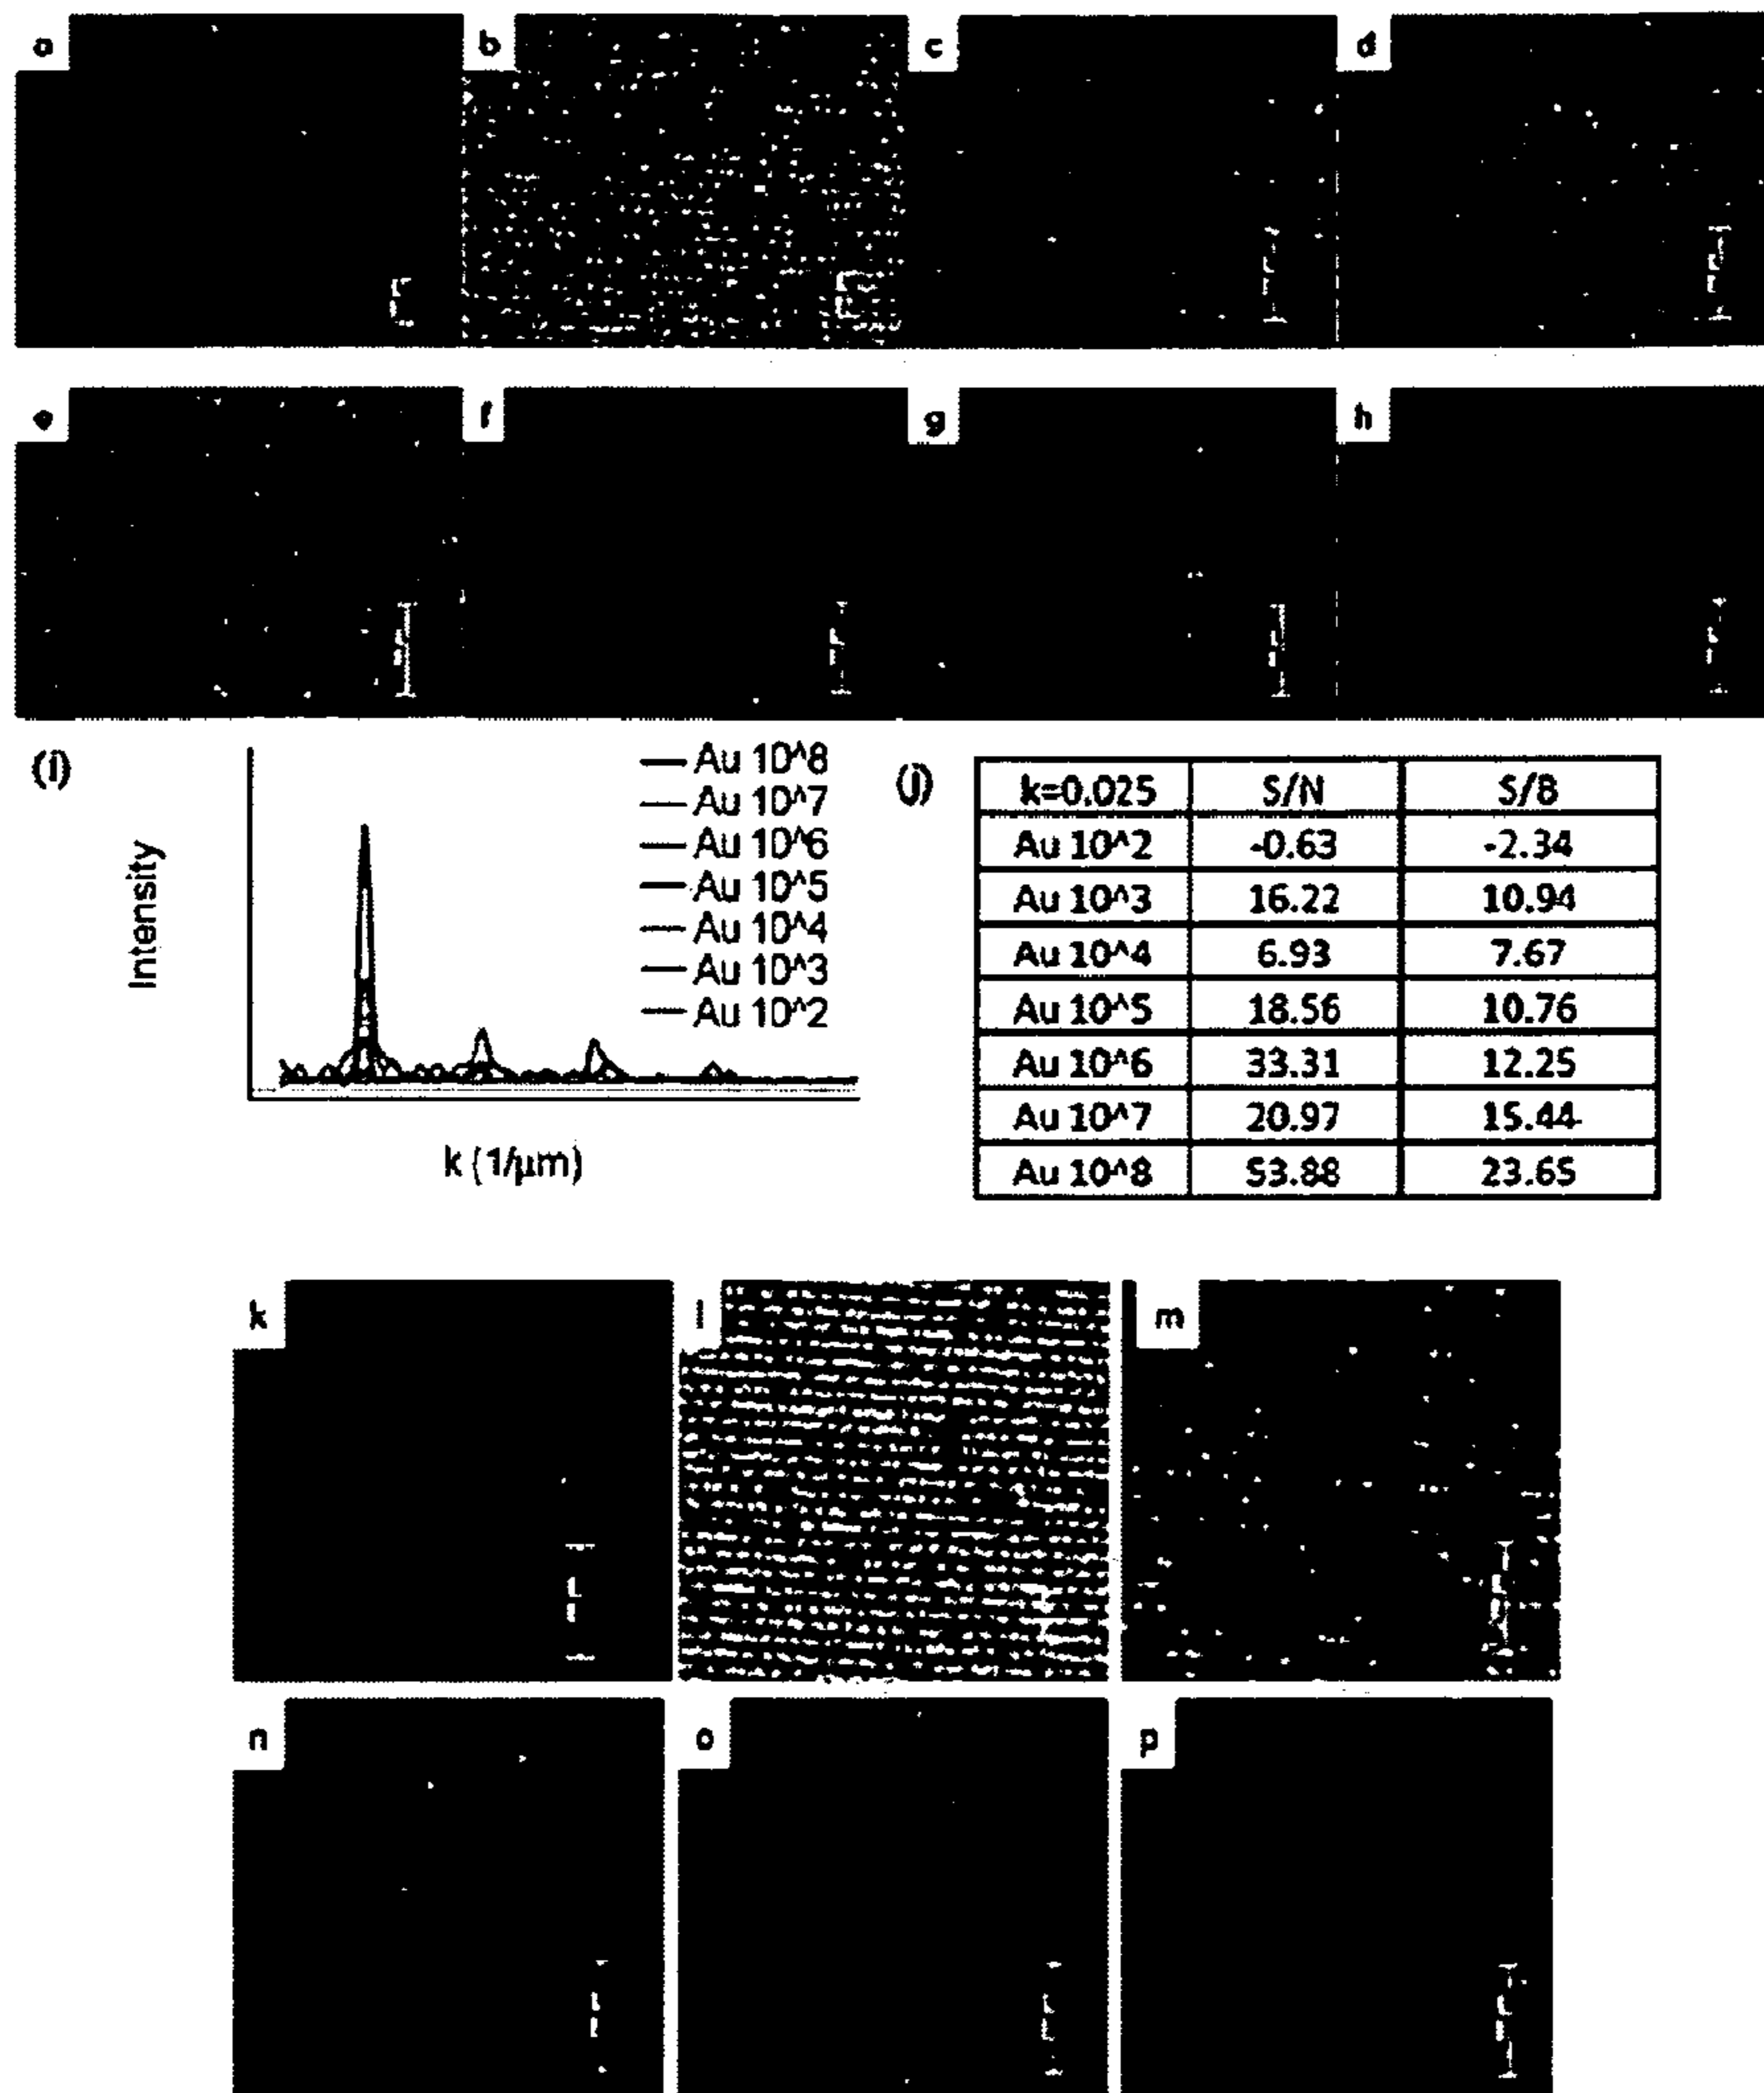 a b c d
e f g h
(i)
Intensity
Au 10^8
Au 10^7
Au 10^6
Au 10^5
Au 10^4
Au 10^3
Au 10^2
k (1/μm)
(j)
k=0.025 S/N S/B
Au 10^2 -0.63 -2.34
Au 10^3 16.22 10.94
Au 10^4 6.93 7.67
Au 10^5 18.56 10.76
Au 10^6 33.31 12.25
Au 10^7 20.97 15.44
Au 10^8 53.88 23.65
k l m
n o p